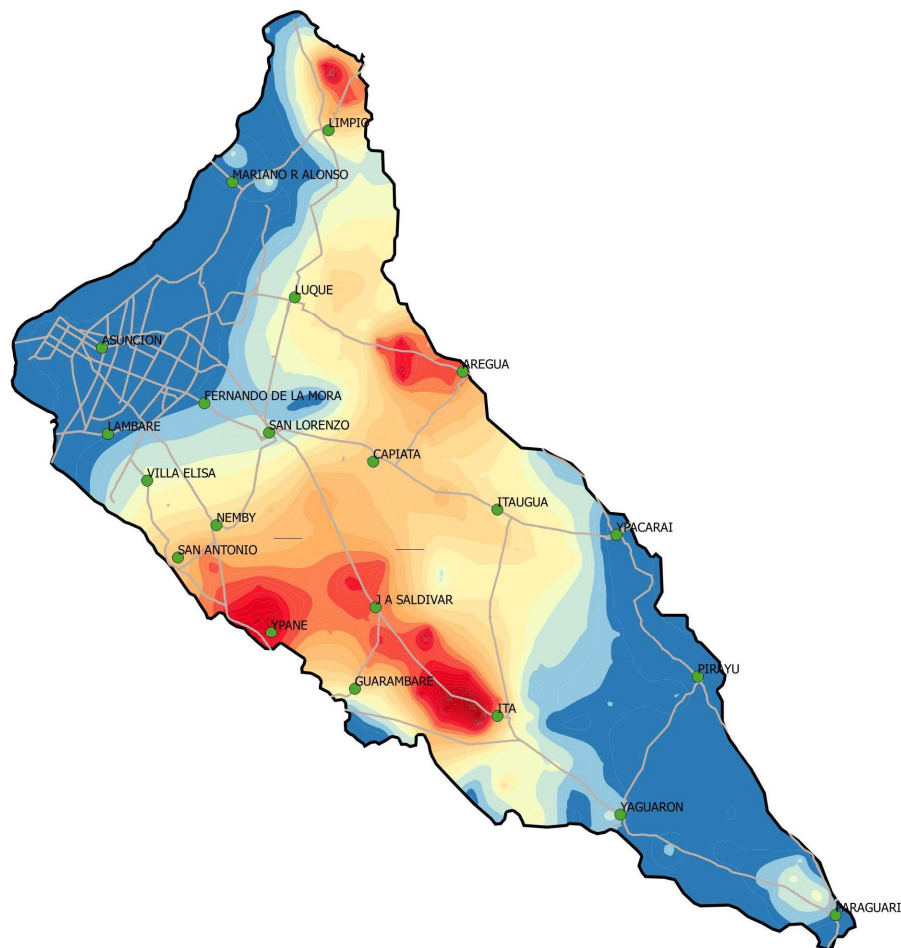 LIMPIO
MARIANO R ALONSO
LUQUE
ASUNCION
AREGUA
FERNANDO DE LA MORA
LAMBARE
SAN LORENZO
CAPIATA
VILLA ELISA
ITAUGUA
NEMBY
YPACARAI
SAN ANTONIO
J A SALDIVAR
YPANE
PIRAYU
GUARAMBARE
ITA
YAGUARON
PARAGUARI